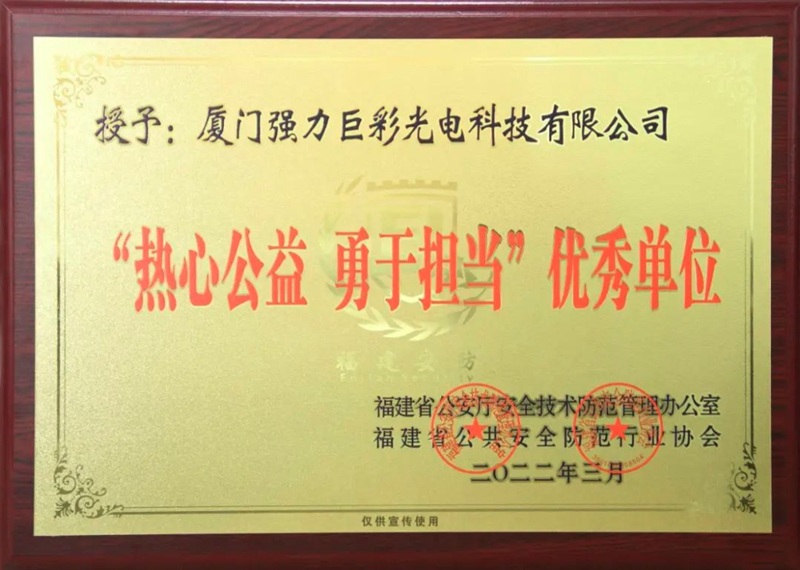 授予：厦门强力巨彩光电科技有限公司
“热心公益 勇于担当”优秀单位
福建安防
福建省公安厅安全技术防范管理办公室
福建省公共安全防范行业协会
二〇二二年三月
仅供宣传使用